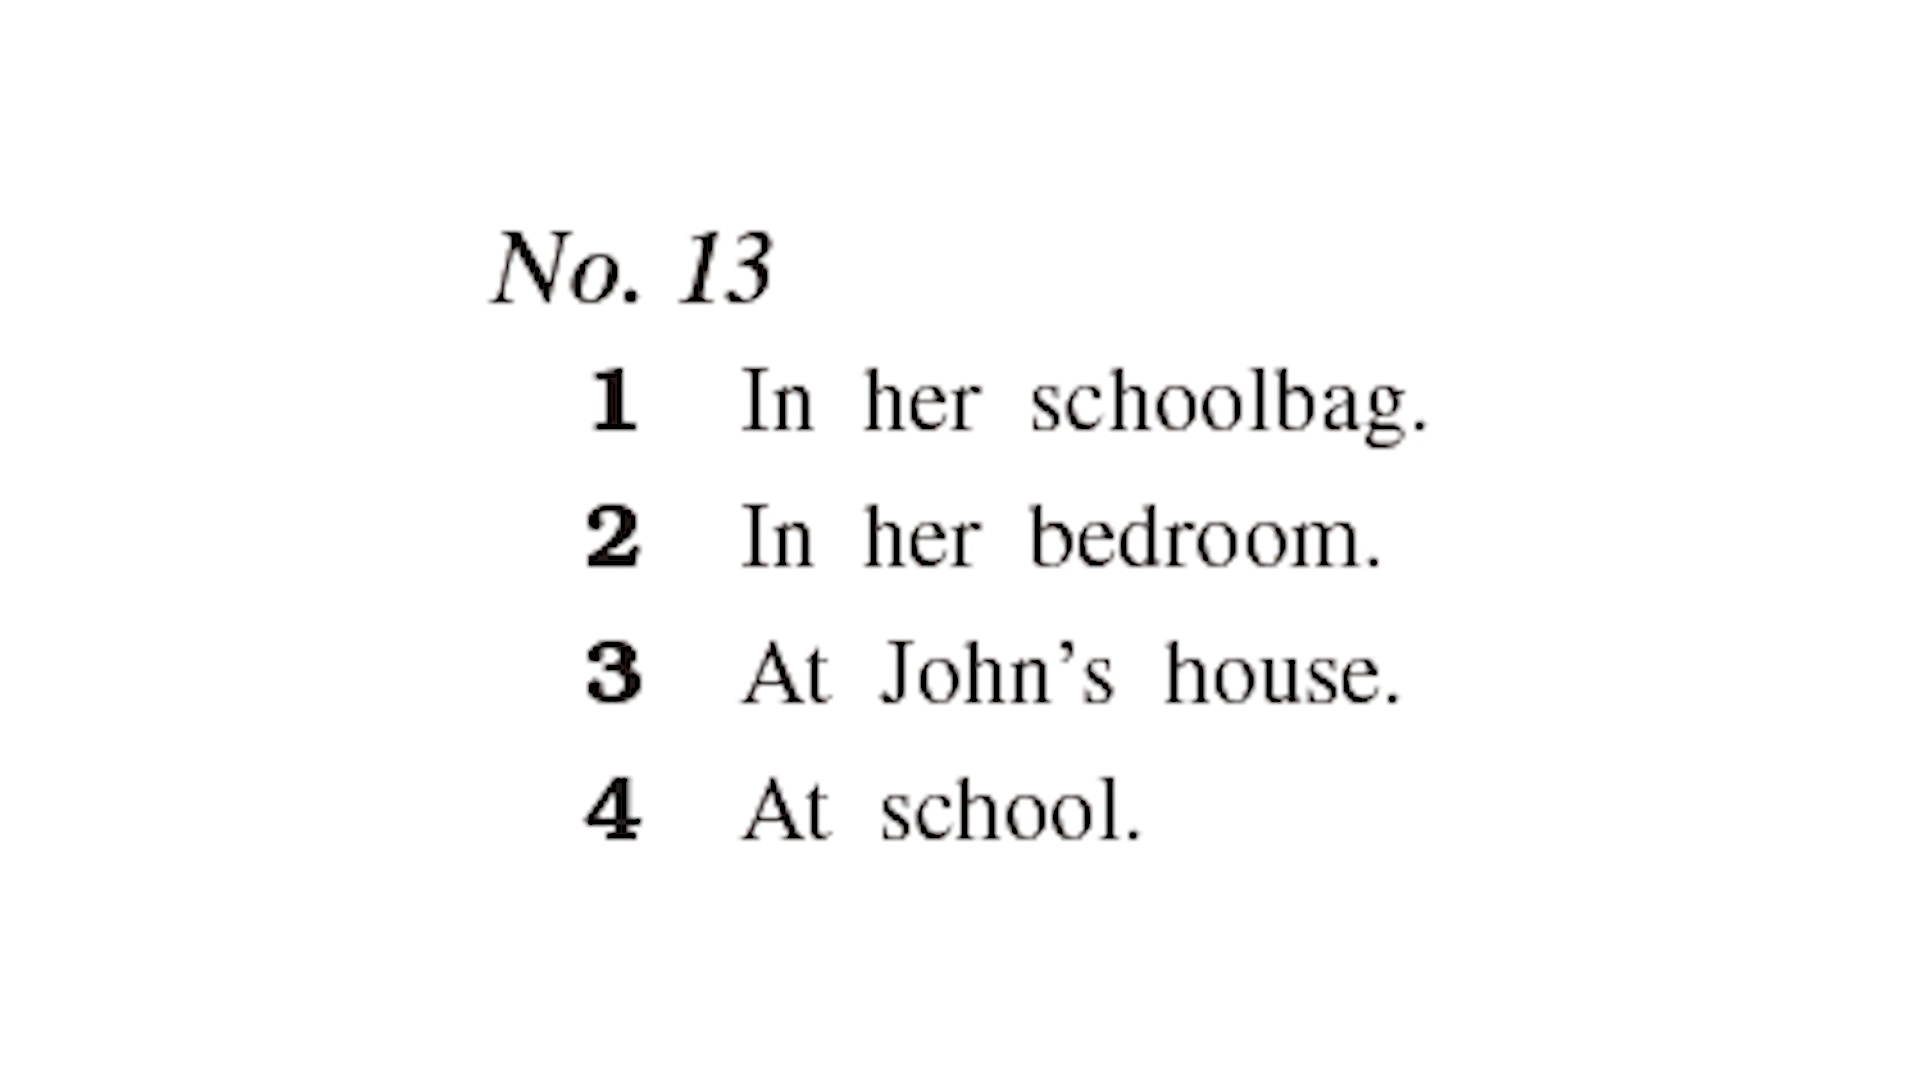 No. 13
1 In her schoolbag.
2 In her bedroom.
3 At John’s house.
4 At school.